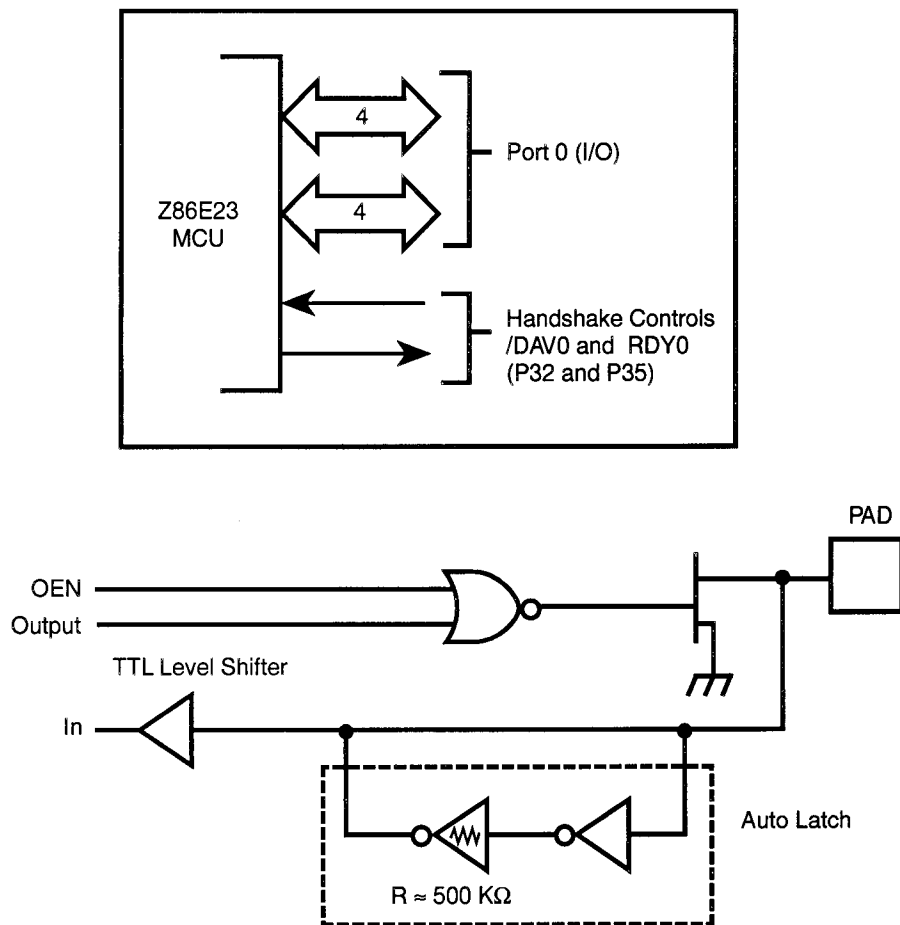 4
Port 0 (I/O)
Z86E23
MCU
4
Handshake Controls
/DAV0 and RDY0
(P32 and P35)
PAD
OEN
Output
TTL Level Shifter
In
Auto Latch
R ≈ 500 KΩ